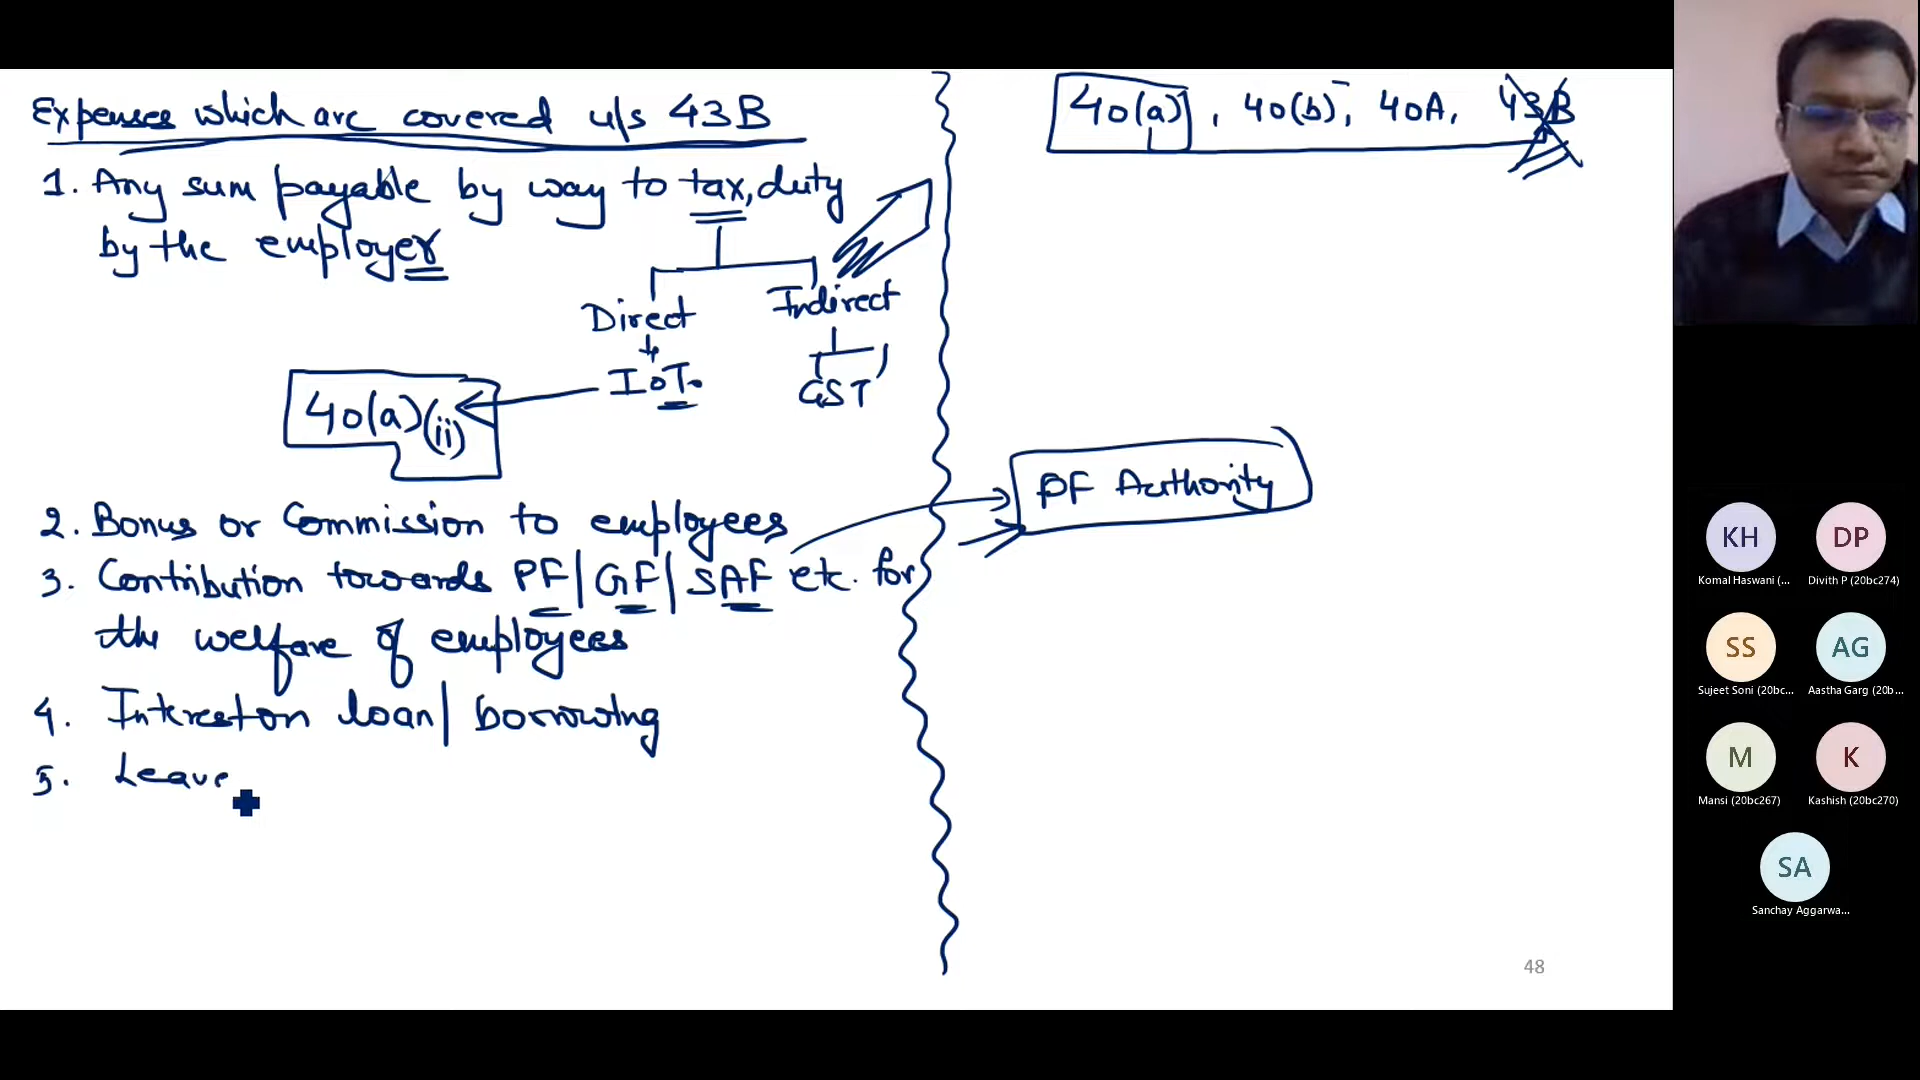 Expenses which are covered u/s 43B
1. Any sum payable by way to tax, duty
by the employer
Direct
Indirect
I.T.
GST
40(a)(ii)
2. Bonus or Commission to employees
3. Contribution towards PF|GF|SAF etc. for
the welfare of employees
4. Interest on loan| borrowing
5. Leave
40(a), 40(b), 40A, 43B
PF Authority
48
KH
Komal Haswani (...
DP
Divith P (20bc274)
SS
Sujeet Soni (20bc...
AG
Aastha Garg (20b...
M
Mansi (20bc267)
K
Kashish (20bc270)
SA
Sanchay Aggarwa...